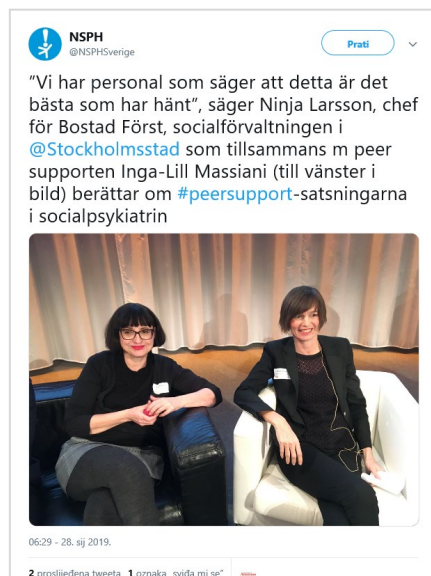 NSPH
@NSPHSverige
Prati
”Vi har personal som säger att detta är det
bästa som har hänt”, säger Ninja Larsson, chef
för Bostad Först, socialförvaltningen i
@Stockholmsstad som tillsammans m peer
supporten Inga-Lill Massiani (till vänster i
bild) berättar om #peersupport-satsningarna
i socialpsykiatrin
06:29 - 28. sij 2019.
2 proslijeđena tweeta 1 oznaka „sviđa mi se”